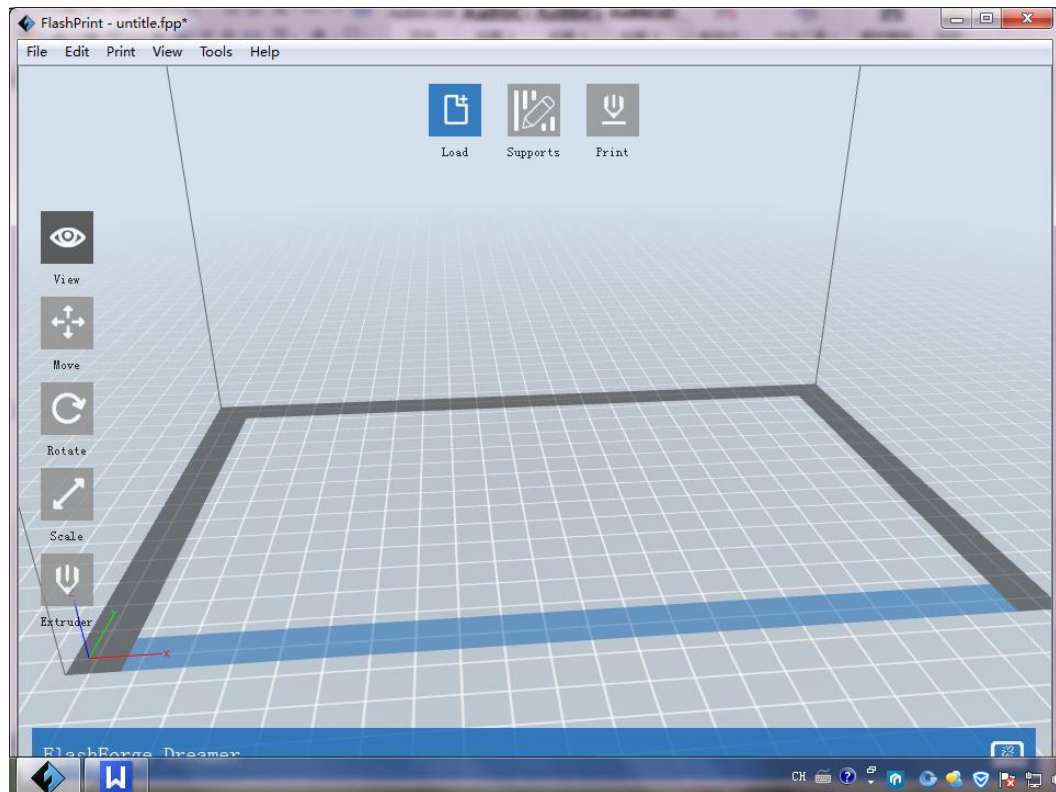 FlashPrint - untitle.fpp*
File Edit Print View Tools Help
Load Supports Print
View
Move
Rotate
Scale
Extruder
x
FlashForge Dreamer
CH